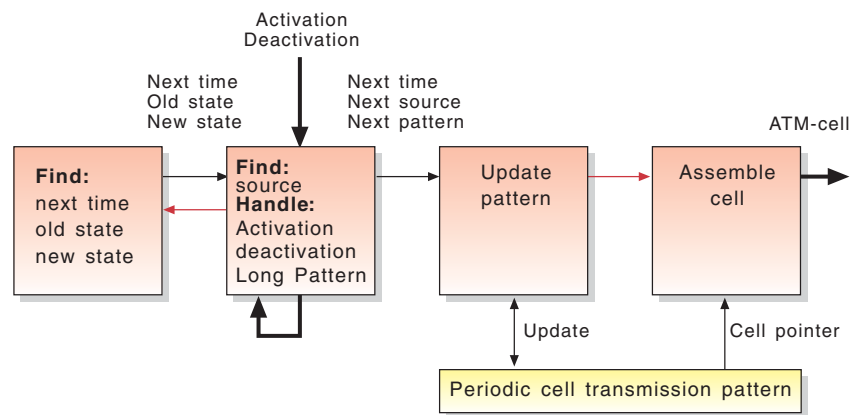 Activation
Deactivation
Next time
Old state
New state
Next time
Next source
Next pattern
ATM-cell
Find:
next time
old state
new state
Find:
source
Handle:
Activation
deactivation
Long Pattern
Update
pattern
Assemble
cell
Update
Cell pointer
Periodic cell transmission pattern